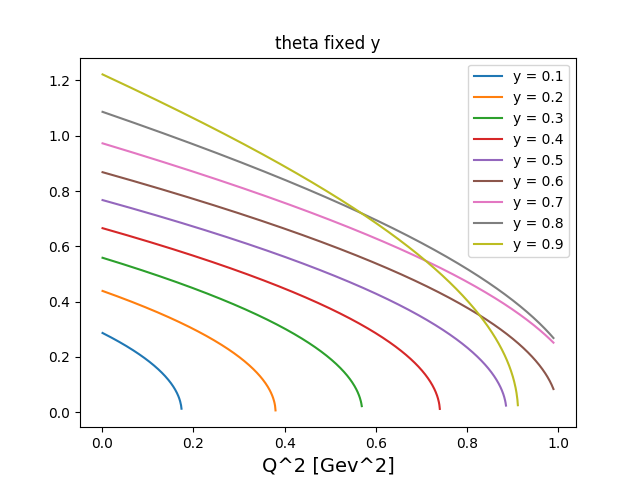 theta fixed y
1.2
1.0
0.8
0.6
0.4
0.2
0.0
y = 0.1
y = 0.2
y = 0.3
y = 0.4
y = 0.5
y = 0.6
y = 0.7
y = 0.8
y = 0.9
0.0 0.2 0.4 0.6 0.8 1.0
Q^2 [Gev^2]